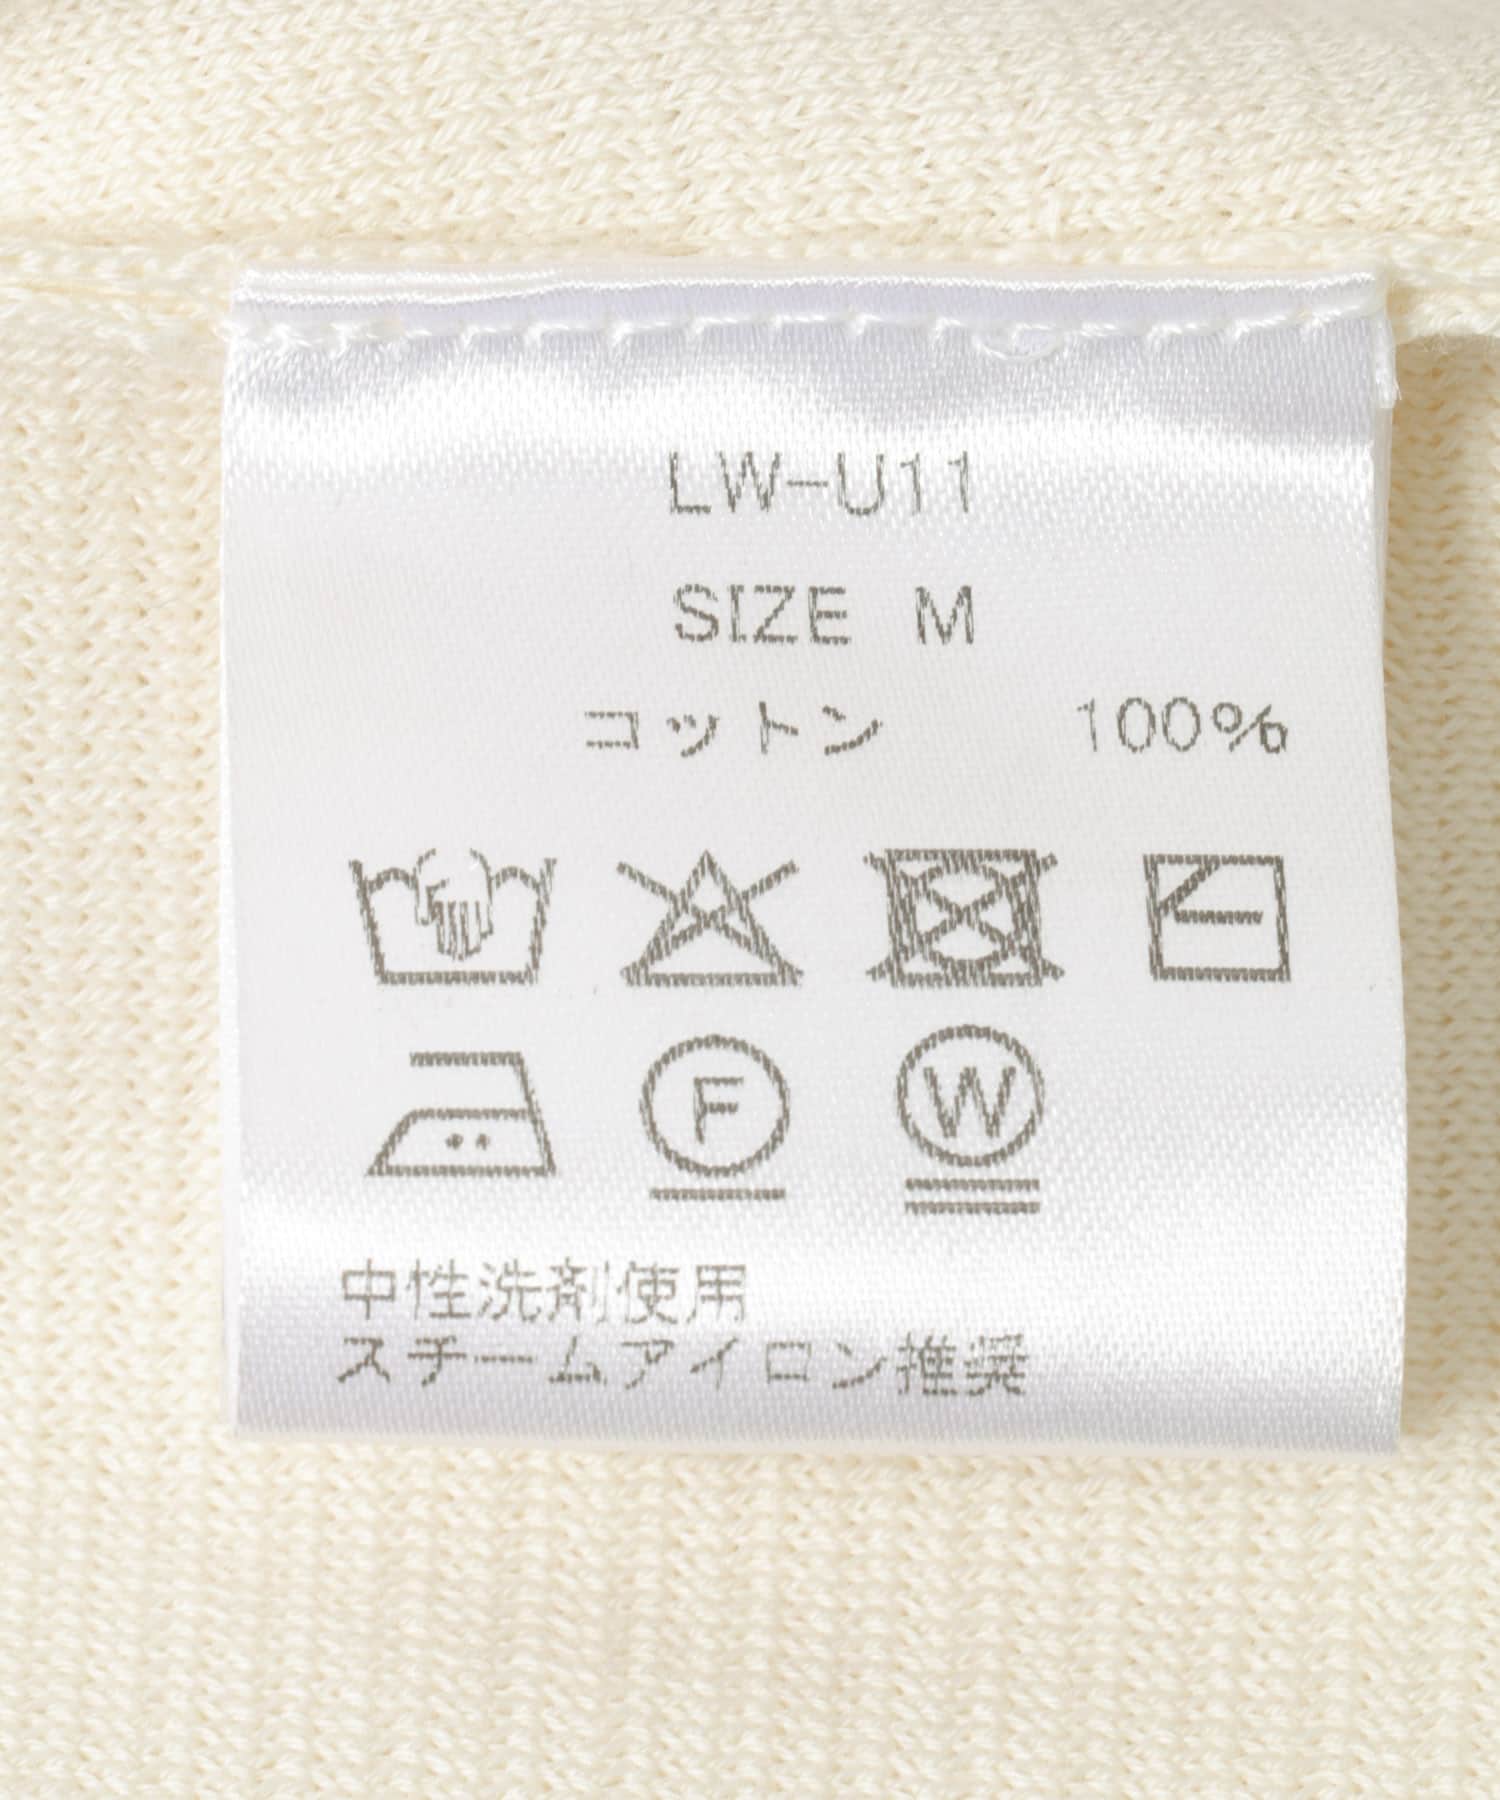 LW-U11
SIZE M
コットン 100%
F W
中性洗剤使用
スチームアイロン推奨